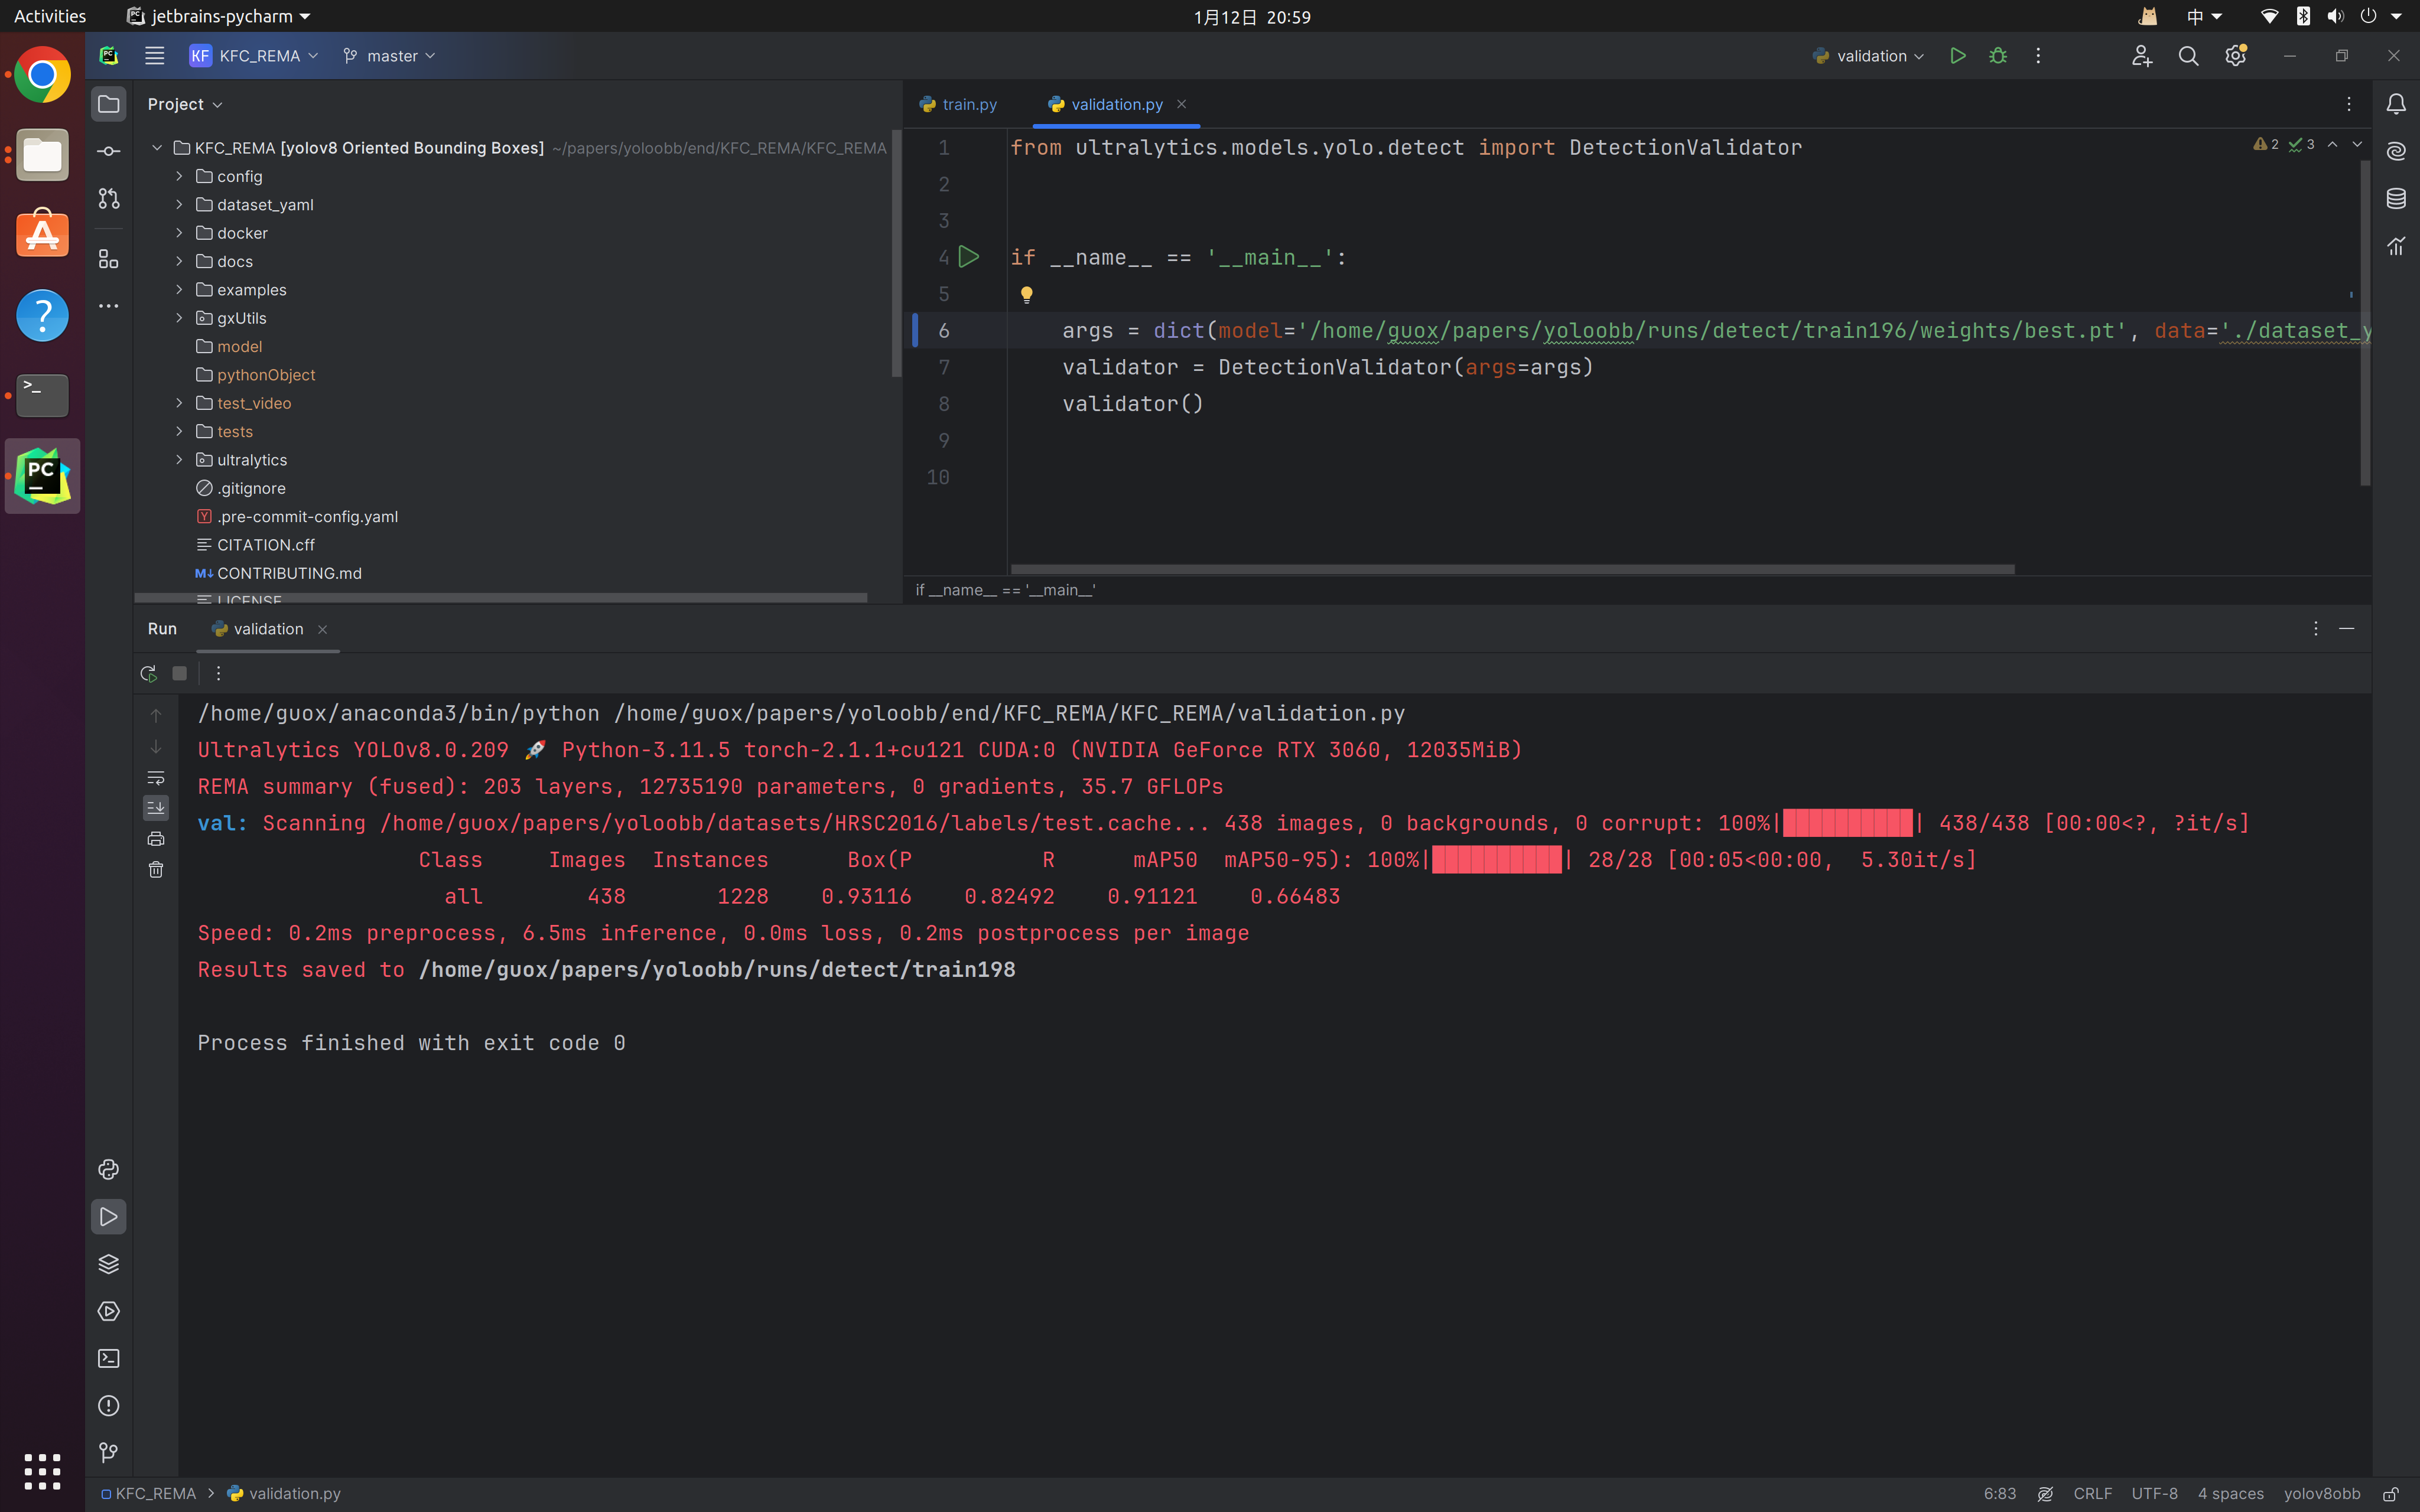 Activities jetbrains-pycharm 1月12日 20:59 中
KF KFC_REMA master validation
Project
train.py validation.py
KFC_REMA [yolov8 Oriented Bounding Boxes] ~/papers/yoloobb/end/KFC_REMA/KFC_REMA
config
dataset_yaml
docker
docs
examples
gxUtils
model
pythonObject
test_video
tests
ultralytics
.gitignore
.pre-commit-config.yaml
CITATION.cff
CONTRIBUTING.md
LICENSE
2 3
1 from ultralytics.models.yolo.detect import DetectionValidator
2
3
4 if __name__ == '__main__':
5
6 args = dict(model='/home/guox/papers/yoloobb/runs/detect/train196/weights/best.pt', data='./dataset_y
7 validator = DetectionValidator(args=args)
8 validator()
9
10
if __name__ == '__main__'
Run validation
/home/guox/anaconda3/bin/python /home/guox/papers/yoloobb/end/KFC_REMA/KFC_REMA/validation.py
Ultralytics YOLOv8.0.209 🚀 Python-3.11.5 torch-2.1.1+cu121 CUDA:0 (NVIDIA GeForce RTX 3060, 12035MiB)
REMA summary (fused): 203 layers, 12735190 parameters, 0 gradients, 35.7 GFLOPs
val: Scanning /home/guox/papers/yoloobb/datasets/HRSC2016/labels/test.cache... 438 images, 0 backgrounds, 0 corrupt: 100%|██████████| 438/438 [00:00<?, ?it/s]
Class Images Instances Box(P R mAP50 mAP50-95): 100%|██████████| 28/28 [00:05<00:00, 5.30it/s]
all 438 1228 0.93116 0.82492 0.91121 0.66483
Speed: 0.2ms preprocess, 6.5ms inference, 0.0ms loss, 0.2ms postprocess per image
Results saved to /home/guox/papers/yoloobb/runs/detect/train198
Process finished with exit code 0
KFC_REMA > validation.py 6:83 CRLF UTF-8 4 spaces yolov8obb